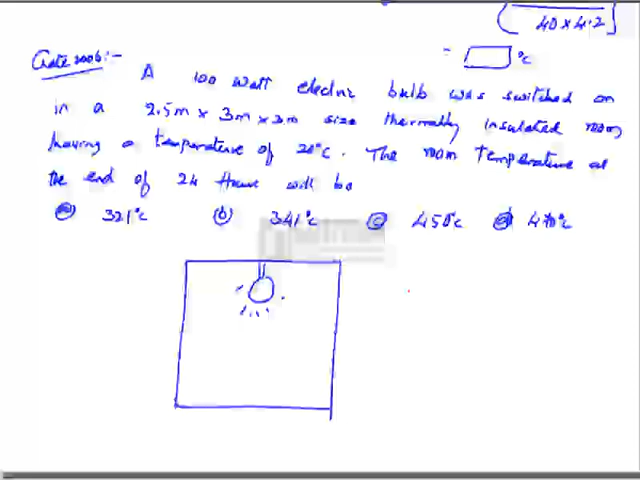 40 x 4.2
= °C
Gate 2006:-
A 100 Watt electric bulb was switched on
in a 2.5m x 3m x 3m size thermally insulated room
having a temperature of 20°C. The room temperature at
the end of 24 Hours will be
(a) 321°C (b) 341°C (c) 450°C (d) 470°C